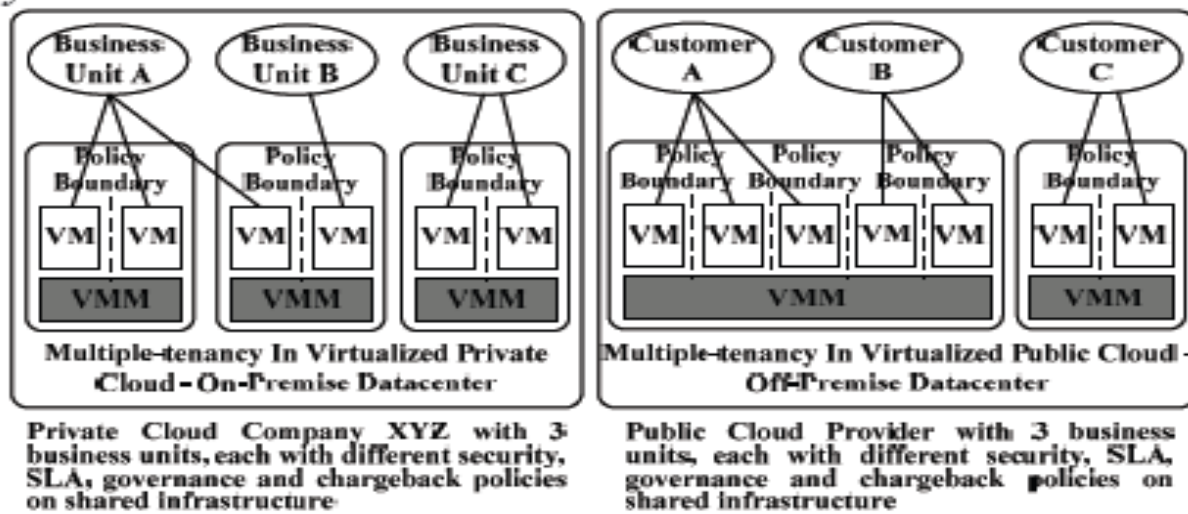 y
Business
Unit A
Business
Unit B
Business
Unit C
Policy
Boundary
Policy
Boundary
Policy
Boundary
VM
VM
VM
VM
VM
VM
VMM
VMM
VMM
Multiple-tenancy In Virtualized Private
Cloud - On-Premise Datacenter
Private Cloud Company XYZ with 3
business units, each with different security,
SLA, governance and chargeback policies
on shared infrastructure
Customer
A
Customer
B
Customer
C
Policy
Boundary
Policy
Boundary
Policy
Boundary
Policy
Boundary
VM
VM
VM
VM
VM
VM
VM
VMM
VMM
Multiple-tenancy In Virtualized Public Cloud -
Off-Premise Datacenter
Public Cloud Provider with 3 business
units, each with different security, SLA,
governance and chargeback policies on
shared infrastructure